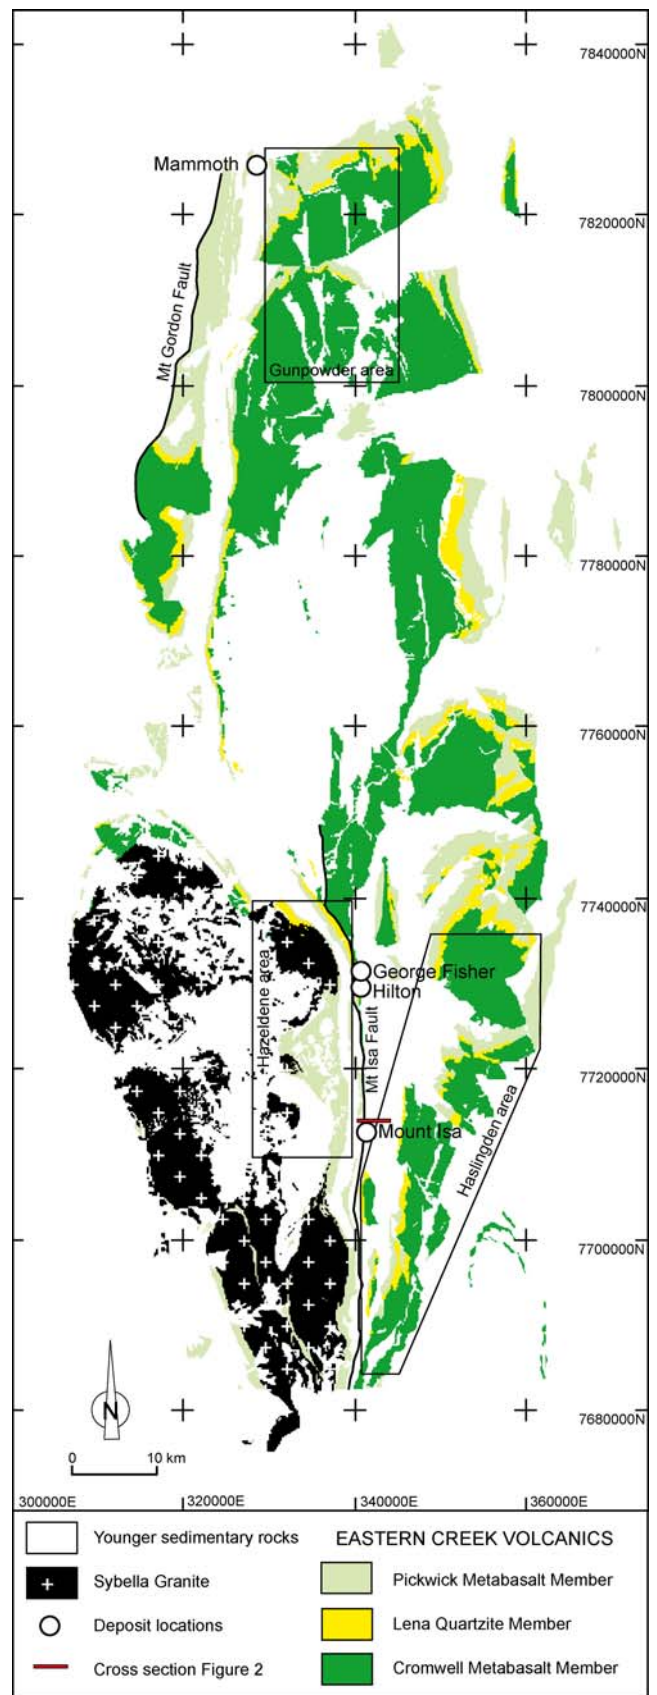 7840000N
Mammoth
7820000N
Mt Gordon Fault
Gunpowder area
7800000N
7780000N
7760000N
7740000N
George Fisher
Hilton
Hazeldene area
Mt Isa Fault
7720000N
Mount Isa
Haslingden area
7700000N
N
7680000N
0 10 km
300000E 320000E 340000E 360000E
Younger sedimentary rocks
EASTERN CREEK VOLCANICS
Sybella Granite
Pickwick Metabasalt Member
Deposit locations
Lena Quartzite Member
Cross section Figure 2
Cromwell Metabasalt Member